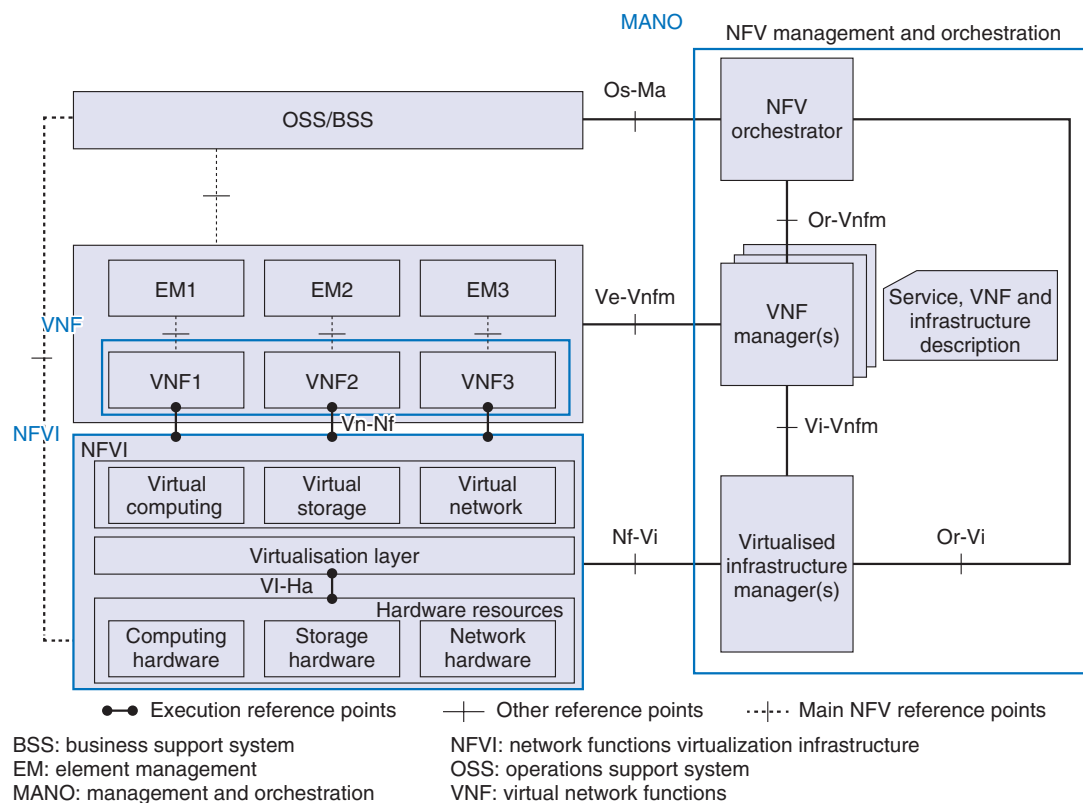 MANO
NFV management and orchestration
Os-Ma
OSS/BSS
NFV
orchestrator
Or-Vnfm
EM1
EM2
EM3
Ve-Vnfm
VNF
manager(s)
Service, VNF and
infrastructure
description
VNF
VNF1
VNF2
VNF3
Vn-Nf
Vi-Vnfm
NFVI
NFVI
Virtual
computing
Virtual
storage
Virtual
network
Virtualisation layer
Nf-Vi
Virtualised
infrastructure
manager(s)
Or-Vi
VI-Ha
Hardware resources
Computing
hardware
Storage
hardware
Network
hardware
Execution reference points
Other reference points
Main NFV reference points
BSS: business support system
EM: element management
MANO: management and orchestration
NFVI: network functions virtualization infrastructure
OSS: operations support system
VNF: virtual network functions